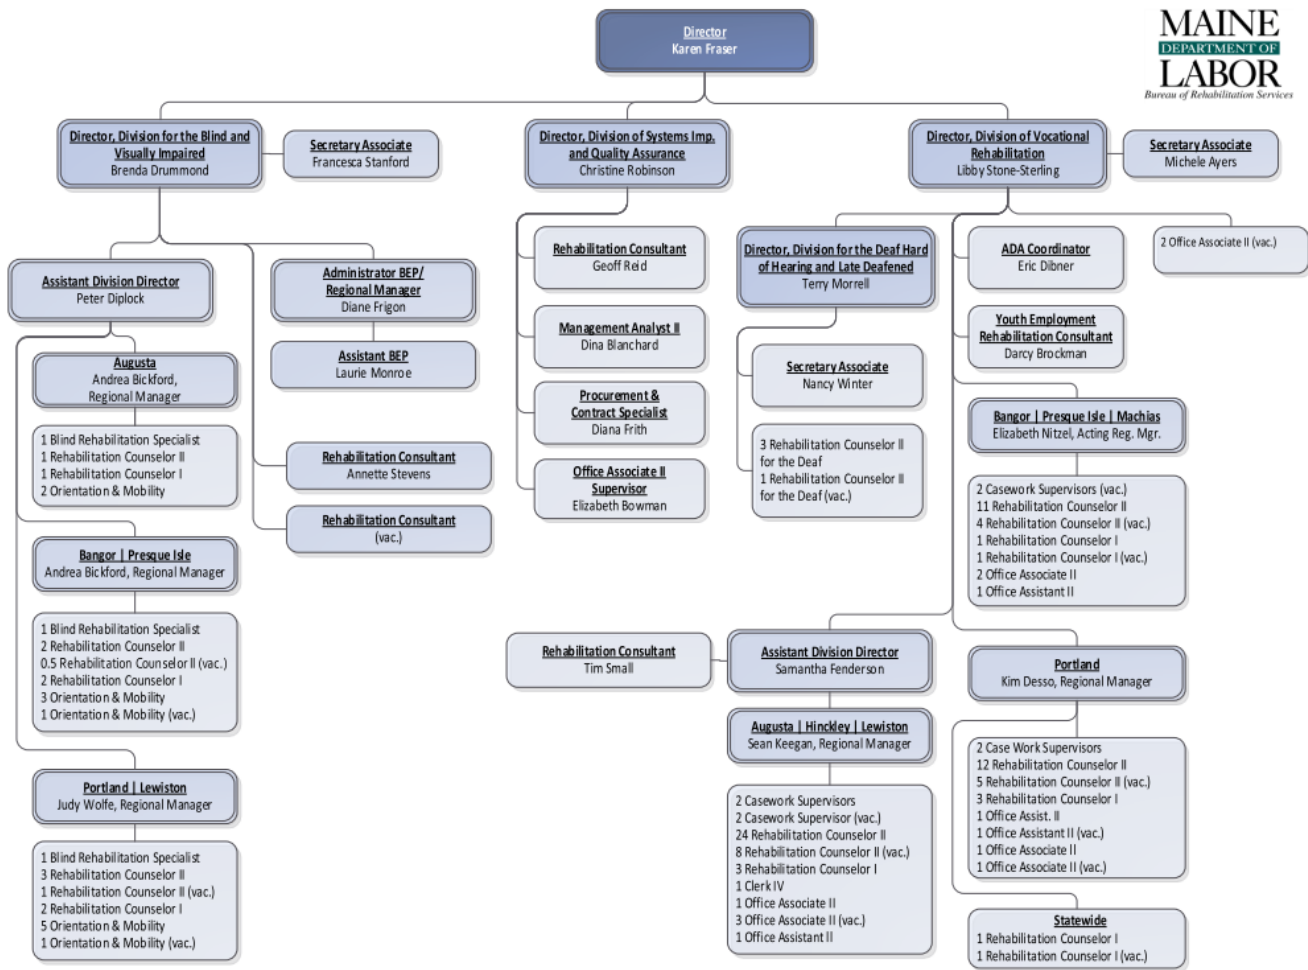 Director
Karen Fraser
MAINE
DEPARTMENT OF
LABOR
Bureau of Rehabilitation Services
Director, Division for the Blind and
Visually Impaired
Brenda Drummond
Secretary Associate
Francesca Stanford
Director, Division of Systems Imp.
and Quality Assurance
Christine Robinson
Director, Division of Vocational
Rehabilitation
Libby Stone-Sterling
Secretary Associate
Michele Ayers
Assistant Division Director
Peter Diplock
Administrator BEP/
Regional Manager
Diane Frigon
Assistant BEP
Laurie Monroe
Augusta
Andrea Bickford,
Regional Manager
1 Blind Rehabilitation Specialist
1 Rehabilitation Counselor II
1 Rehabilitation Counselor I
2 Orientation & Mobility
Rehabilitation Consultant
Annette Stevens
Rehabilitation Consultant
(vac.)
Bangor | Presque Isle
Andrea Bickford, Regional Manager
1 Blind Rehabilitation Specialist
2 Rehabilitation Counselor II
0.5 Rehabilitation Counselor II (vac.)
2 Rehabilitation Counselor I
3 Orientation & Mobility
1 Orientation & Mobility (vac.)
Portland | Lewiston
Judy Wolfe, Regional Manager
1 Blind Rehabilitation Specialist
3 Rehabilitation Counselor II
1 Rehabilitation Counselor II (vac.)
2 Rehabilitation Counselor I
5 Orientation & Mobility
1 Orientation & Mobility (vac.)
Rehabilitation Consultant
Geoff Reid
Management Analyst II
Dina Blanchard
Procurement &
Contract Specialist
Diana Frith
Office Associate II
Supervisor
Elizabeth Bowman
Director, Division for the Deaf Hard
of Hearing and Late Deafened
Terry Morrell
Secretary Associate
Nancy Winter
3 Rehabilitation Counselor II
for the Deaf
1 Rehabilitation Counselor II
for the Deaf (vac.)
ADA Coordinator
Eric Dibner
2 Office Associate II (vac.)
Youth Employment
Rehabilitation Consultant
Darcy Brockman
Bangor | Presque Isle | Machias
Elizabeth Nitzel, Acting Reg. Mgr.
2 Casework Supervisors (vac.)
11 Rehabilitation Counselor II
4 Rehabilitation Counselor II (vac.)
1 Rehabilitation Counselor I
1 Rehabilitation Counselor I (vac.)
2 Office Associate II
1 Office Assistant II
Rehabilitation Consultant
Tim Small
Assistant Division Director
Samantha Fenderson
Augusta | Hinckley | Lewiston
Sean Keegan, Regional Manager
2 Casework Supervisors
2 Casework Supervisor (vac.)
24 Rehabilitation Counselor II
8 Rehabilitation Counselor II (vac.)
3 Rehabilitation Counselor I
1 Clerk IV
1 Office Associate II
3 Office Associate II (vac.)
1 Office Assistant II
Portland
Kim Desso, Regional Manager
2 Case Work Supervisors
12 Rehabilitation Counselor II
5 Rehabilitation Counselor II (vac.)
3 Rehabilitation Counselor I
1 Office Assist. II
1 Office Assistant II (vac.)
1 Office Associate II
1 Office Associate II (vac.)
Statewide
1 Rehabilitation Counselor I
1 Rehabilitation Counselor I (vac.)